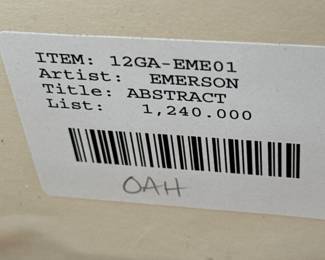 ITEM: 12GA-EME01
Artist: EMERSON
Title: ABSTRACT
List: 1,240.000
OAH